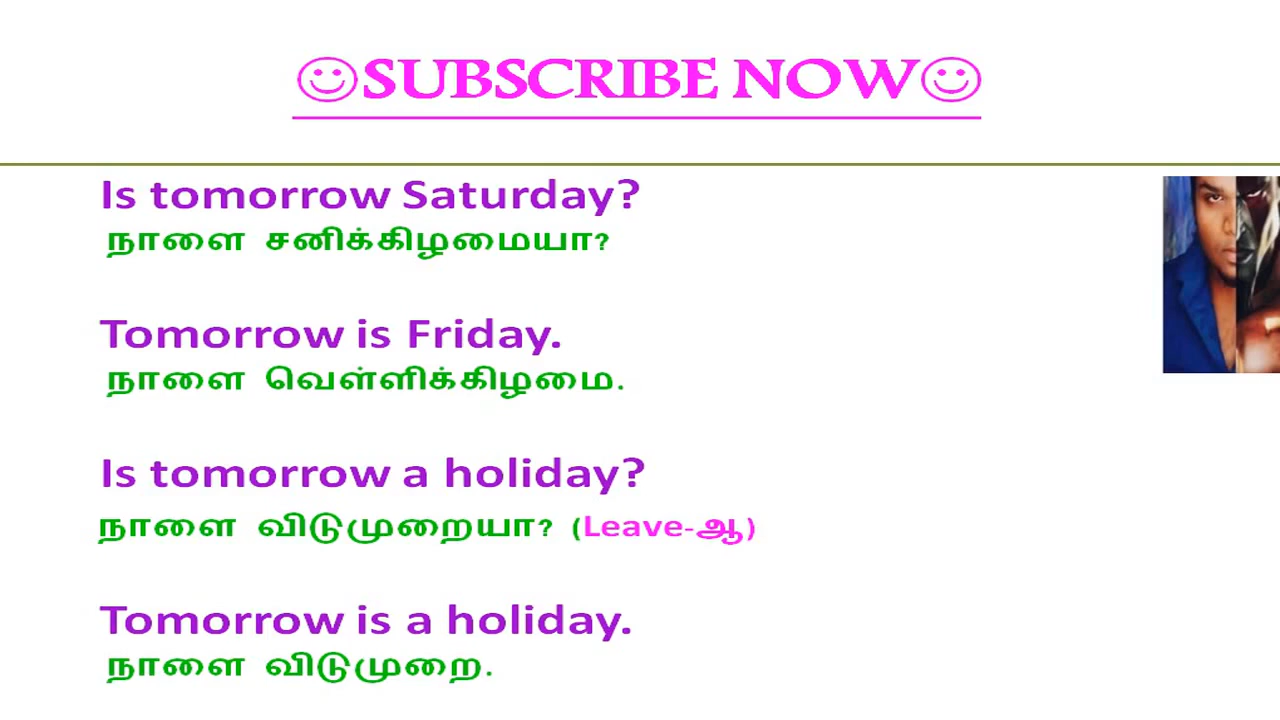 ☺SUBSCRIBE NOW☺
Is tomorrow Saturday?
நாளை சனிக்கிழமையா?
Tomorrow is Friday.
நாளை வெள்ளிக்கிழமை.
Is tomorrow a holiday?
நாளை விடுமுறையா? (Leave-ஆ)
Tomorrow is a holiday.
நாளை விடுமுறை.